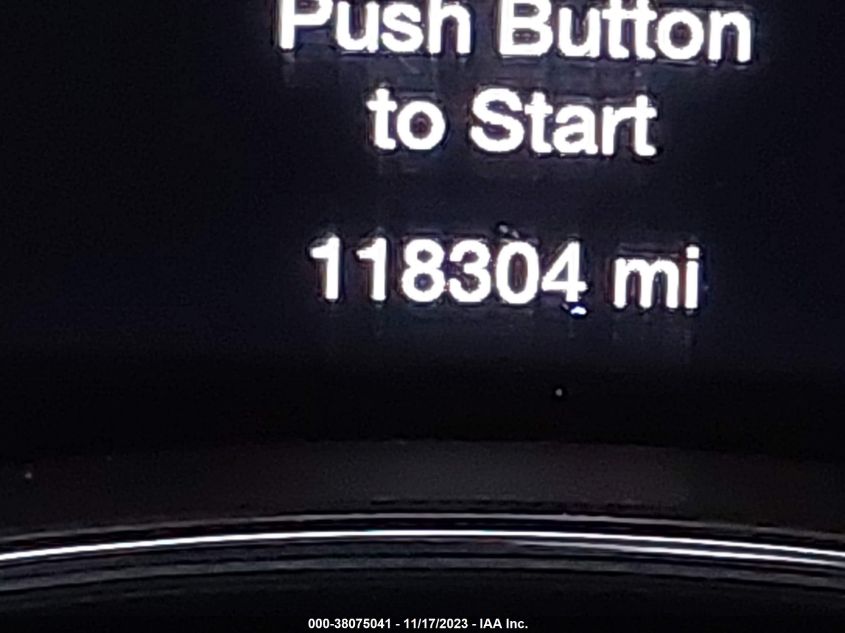 Push Button
to Start
118304 mi
000-38075041 - 11/17/2023 - IAA Inc.